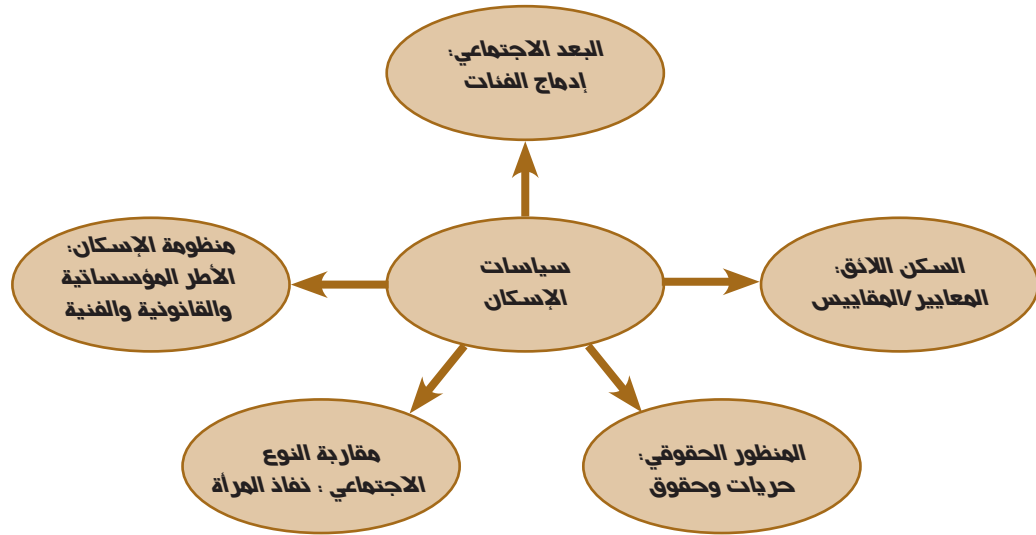 البعد الاجتماعي:
إدماج الفئات
سياسات
الإسكان
السكن اللائق:
المعايير /المقاييس
منظومة الإسكان:
الأطر المؤسساتية
والقانونية والفنية
المنظور الحقوقي:
حريات وحقوق
مقاربة النوع
الاجتماعي : نفاذ المرأة